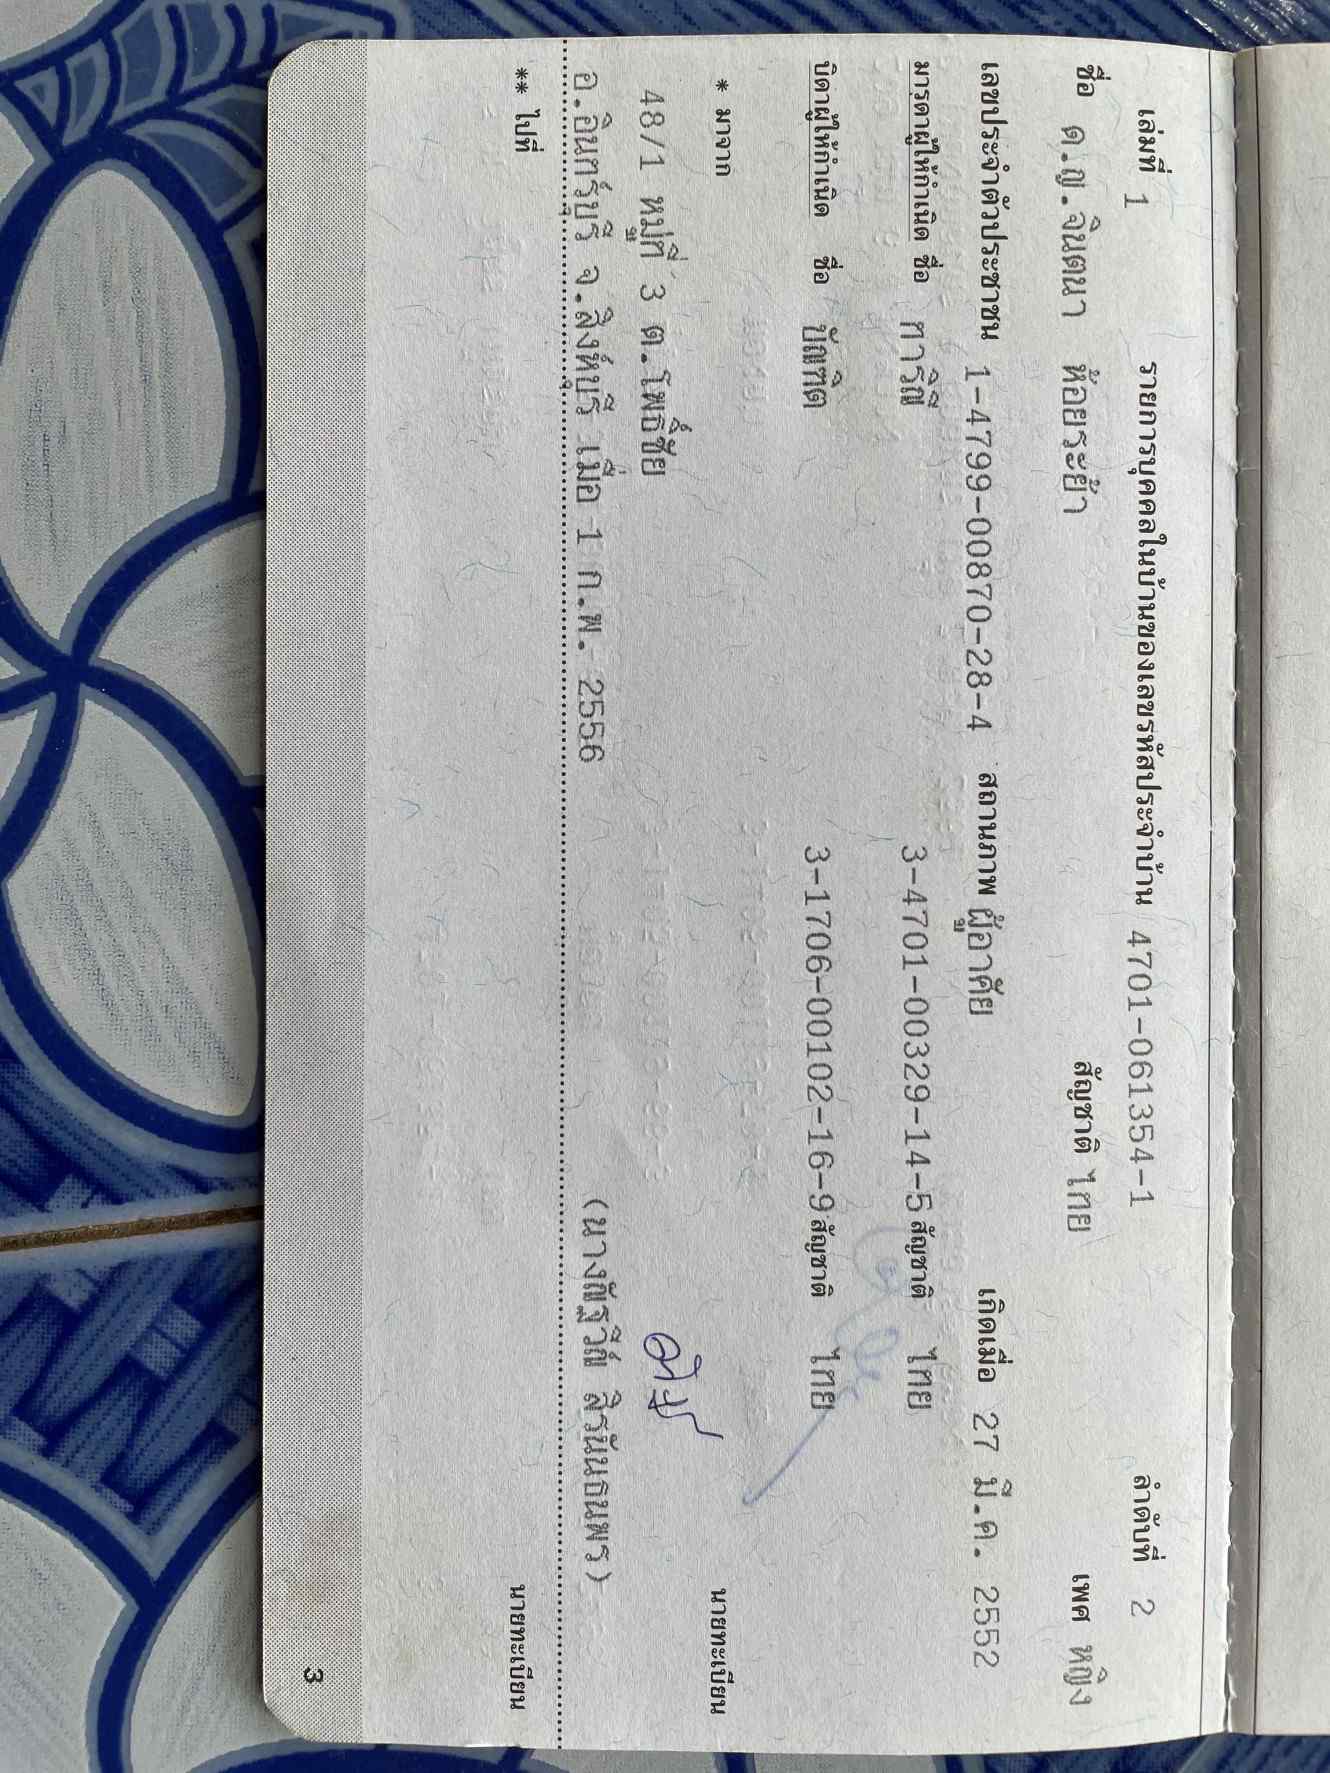 เล่มที่ 1 รายการบุคคลในบ้านของเลขรหัสประจำบ้าน 4701-061354-1 ลำดับที่ 2
ชื่อ ด.ญ.จินตนา ห้อยระย้า สัญชาติ ไทย เพศ หญิง
เลขประจำตัวประชาชน 1-4799-00870-28-4 สถานภาพ ผู้อาศัย เกิดเมื่อ 27 มี.ค. 2552
มารดาผู้ให้กำเนิด ชื่อ ทาริณี 3-4701-00329-14-5 สัญชาติ ไทย
บิดาผู้ให้กำเนิด ชื่อ บัณฑิต 3-1706-00102-16-9 สัญชาติ ไทย
* มาจาก นายทะเบียน
48/1 หมู่ที่ 3 ต.โพธิ์ชัย
อ.อินทร์บุรี จ.สิงห์บุรี เมื่อ 1 ก.พ. 2556 (นางณัฐวีณ์ สิรนันธนพร)
** ไปที่ นายทะเบียน
3